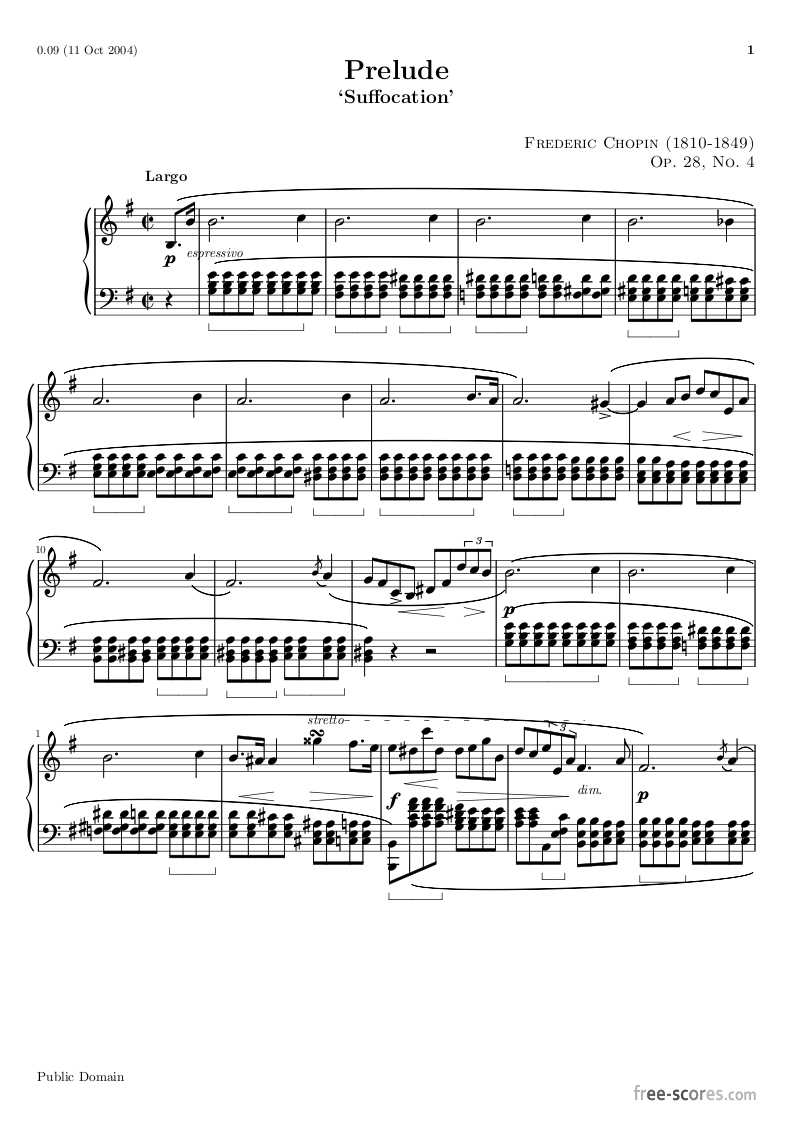 0.09 (11 Oct 2004) 1
Prelude
‘Suffocation’
Frederic Chopin (1810-1849)
Op. 28, No. 4
Largo
p
espressivo
10
3
p
1
stretto
3
f
dim.
p
Public Domain
free-scores.com